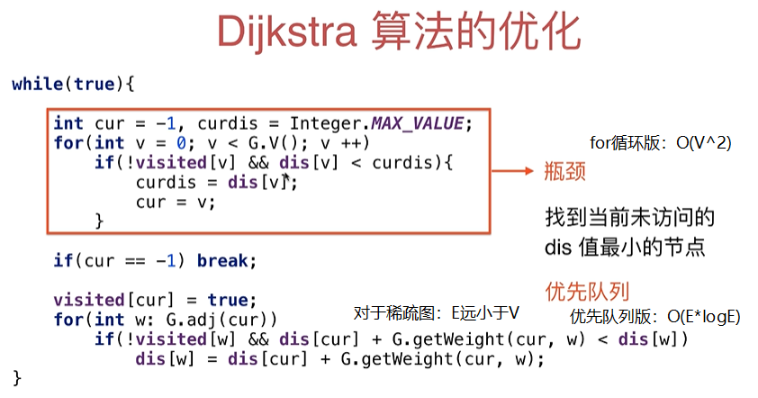 Dijkstra 算法的优化
while(true){
int cur = -1, curdis = Integer.MAX_VALUE;
for(int v = 0; v < G.V(); v ++)
if(!visited[v] && dis[v] < curdis){
curdis = dis[v];
cur = v;
}
for循环版：O(V^2)
瓶颈
找到当前未访问的
dis 值最小的节点
if(cur == -1) break;
优先队列
visited[cur] = true;
对于稀疏图：E远小于V
优先队列版：O(E*logE)
for(int w: G.adj(cur))
if(!visited[w] && dis[cur] + G.getWeight(cur, w) < dis[w])
dis[w] = dis[cur] + G.getWeight(cur, w);
}